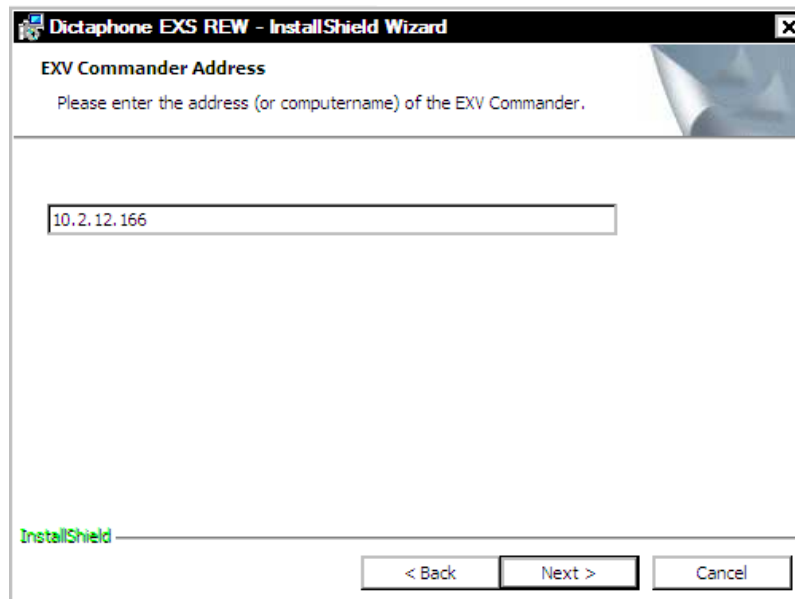 Dictaphone EXS REW - InstallShield Wizard
EXV Commander Address
Please enter the address (or computername) of the EXV Commander.
10.2.12.166
InstallShield
< Back Next > Cancel